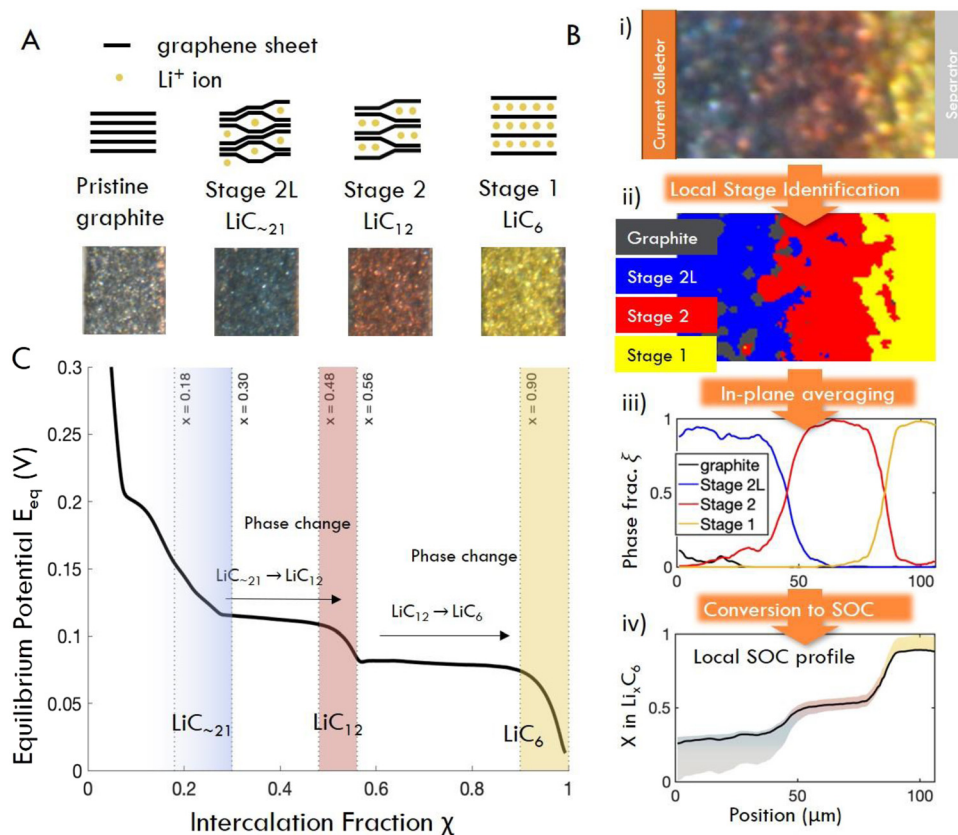 A
graphene sheet
Li⁺ ion
Pristine
graphite
Stage 2L
LiC~21
Stage 2
LiC12
Stage 1
LiC6
B
i)
Current collector
Separator
Local Stage Identification
ii)
Graphite
Stage 2L
Stage 2
Stage 1
In-plane averaging
iii)
Phase frac. ξ
1
0.5
0
graphite
Stage 2L
Stage 2
Stage 1
0
50
100
Conversion to SOC
iv)
X in LixC6
1
0.5
0
Local SOC profile
0
50
100
Position (μm)
C
Equilibrium Potential Eeq (V)
0.3
0.25
0.2
0.15
0.1
0.05
0
x = 0.18
x = 0.30
x = 0.48
x = 0.56
x = 0.90
Phase change
LiC~21→LiC12
Phase change
LiC12→LiC6
LiC~21
LiC12
LiC6
0
0.2
0.4
0.6
0.8
1
Intercalation Fraction χ